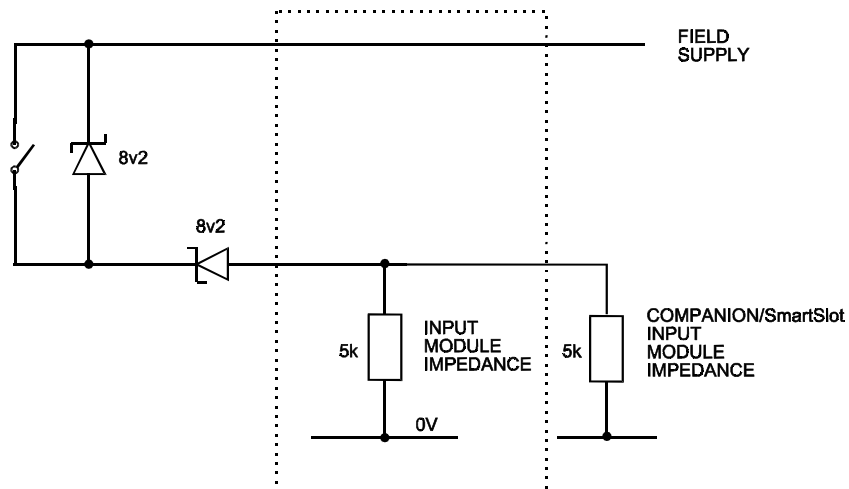 FIELD
SUPPLY
8v2
8v2
5k
INPUT
MODULE
IMPEDANCE
5k
COMPANION/SmartSlot
INPUT
MODULE
IMPEDANCE
0V